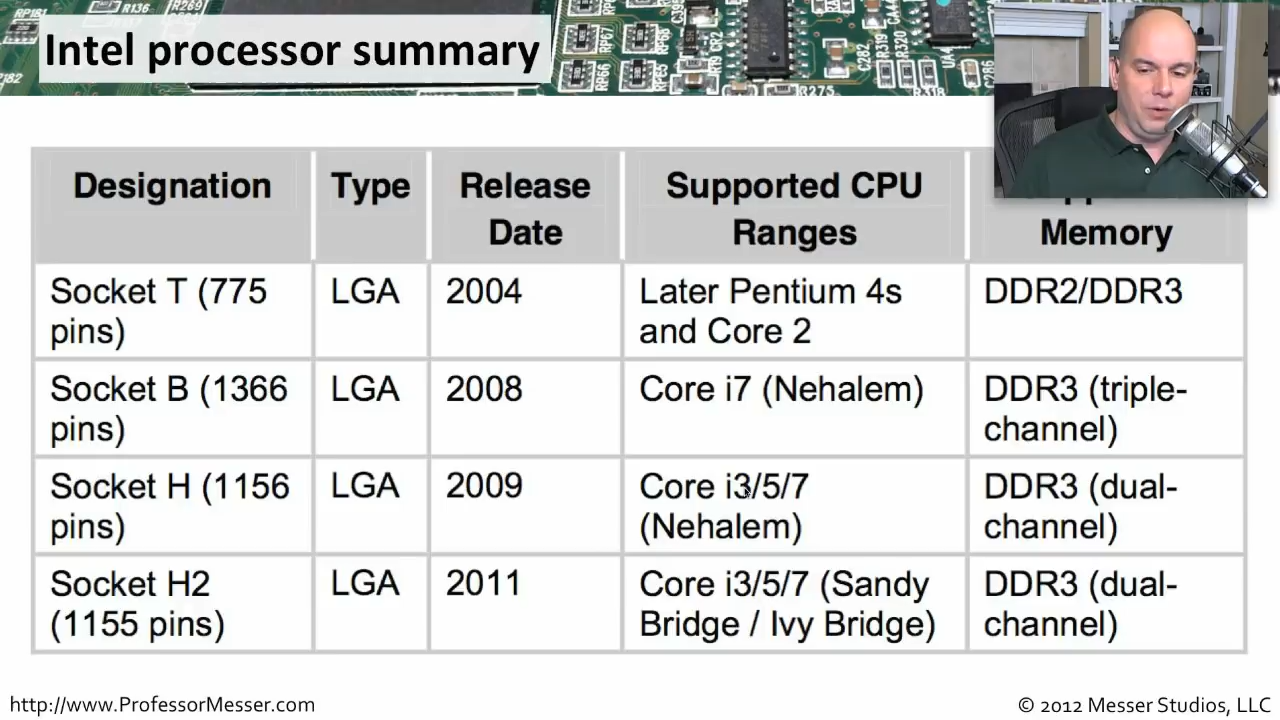 Intel processor summary
Designation Type Release Date Supported CPU Ranges Memory
Socket T (775 pins) LGA 2004 Later Pentium 4s and Core 2 DDR2/DDR3
Socket B (1366 pins) LGA 2008 Core i7 (Nehalem) DDR3 (triple-channel)
Socket H (1156 pins) LGA 2009 Core i3/5/7 (Nehalem) DDR3 (dual-channel)
Socket H2 (1155 pins) LGA 2011 Core i3/5/7 (Sandy Bridge / Ivy Bridge) DDR3 (dual-channel)
http://www.ProfessorMesser.com
© 2012 Messer Studios, LLC